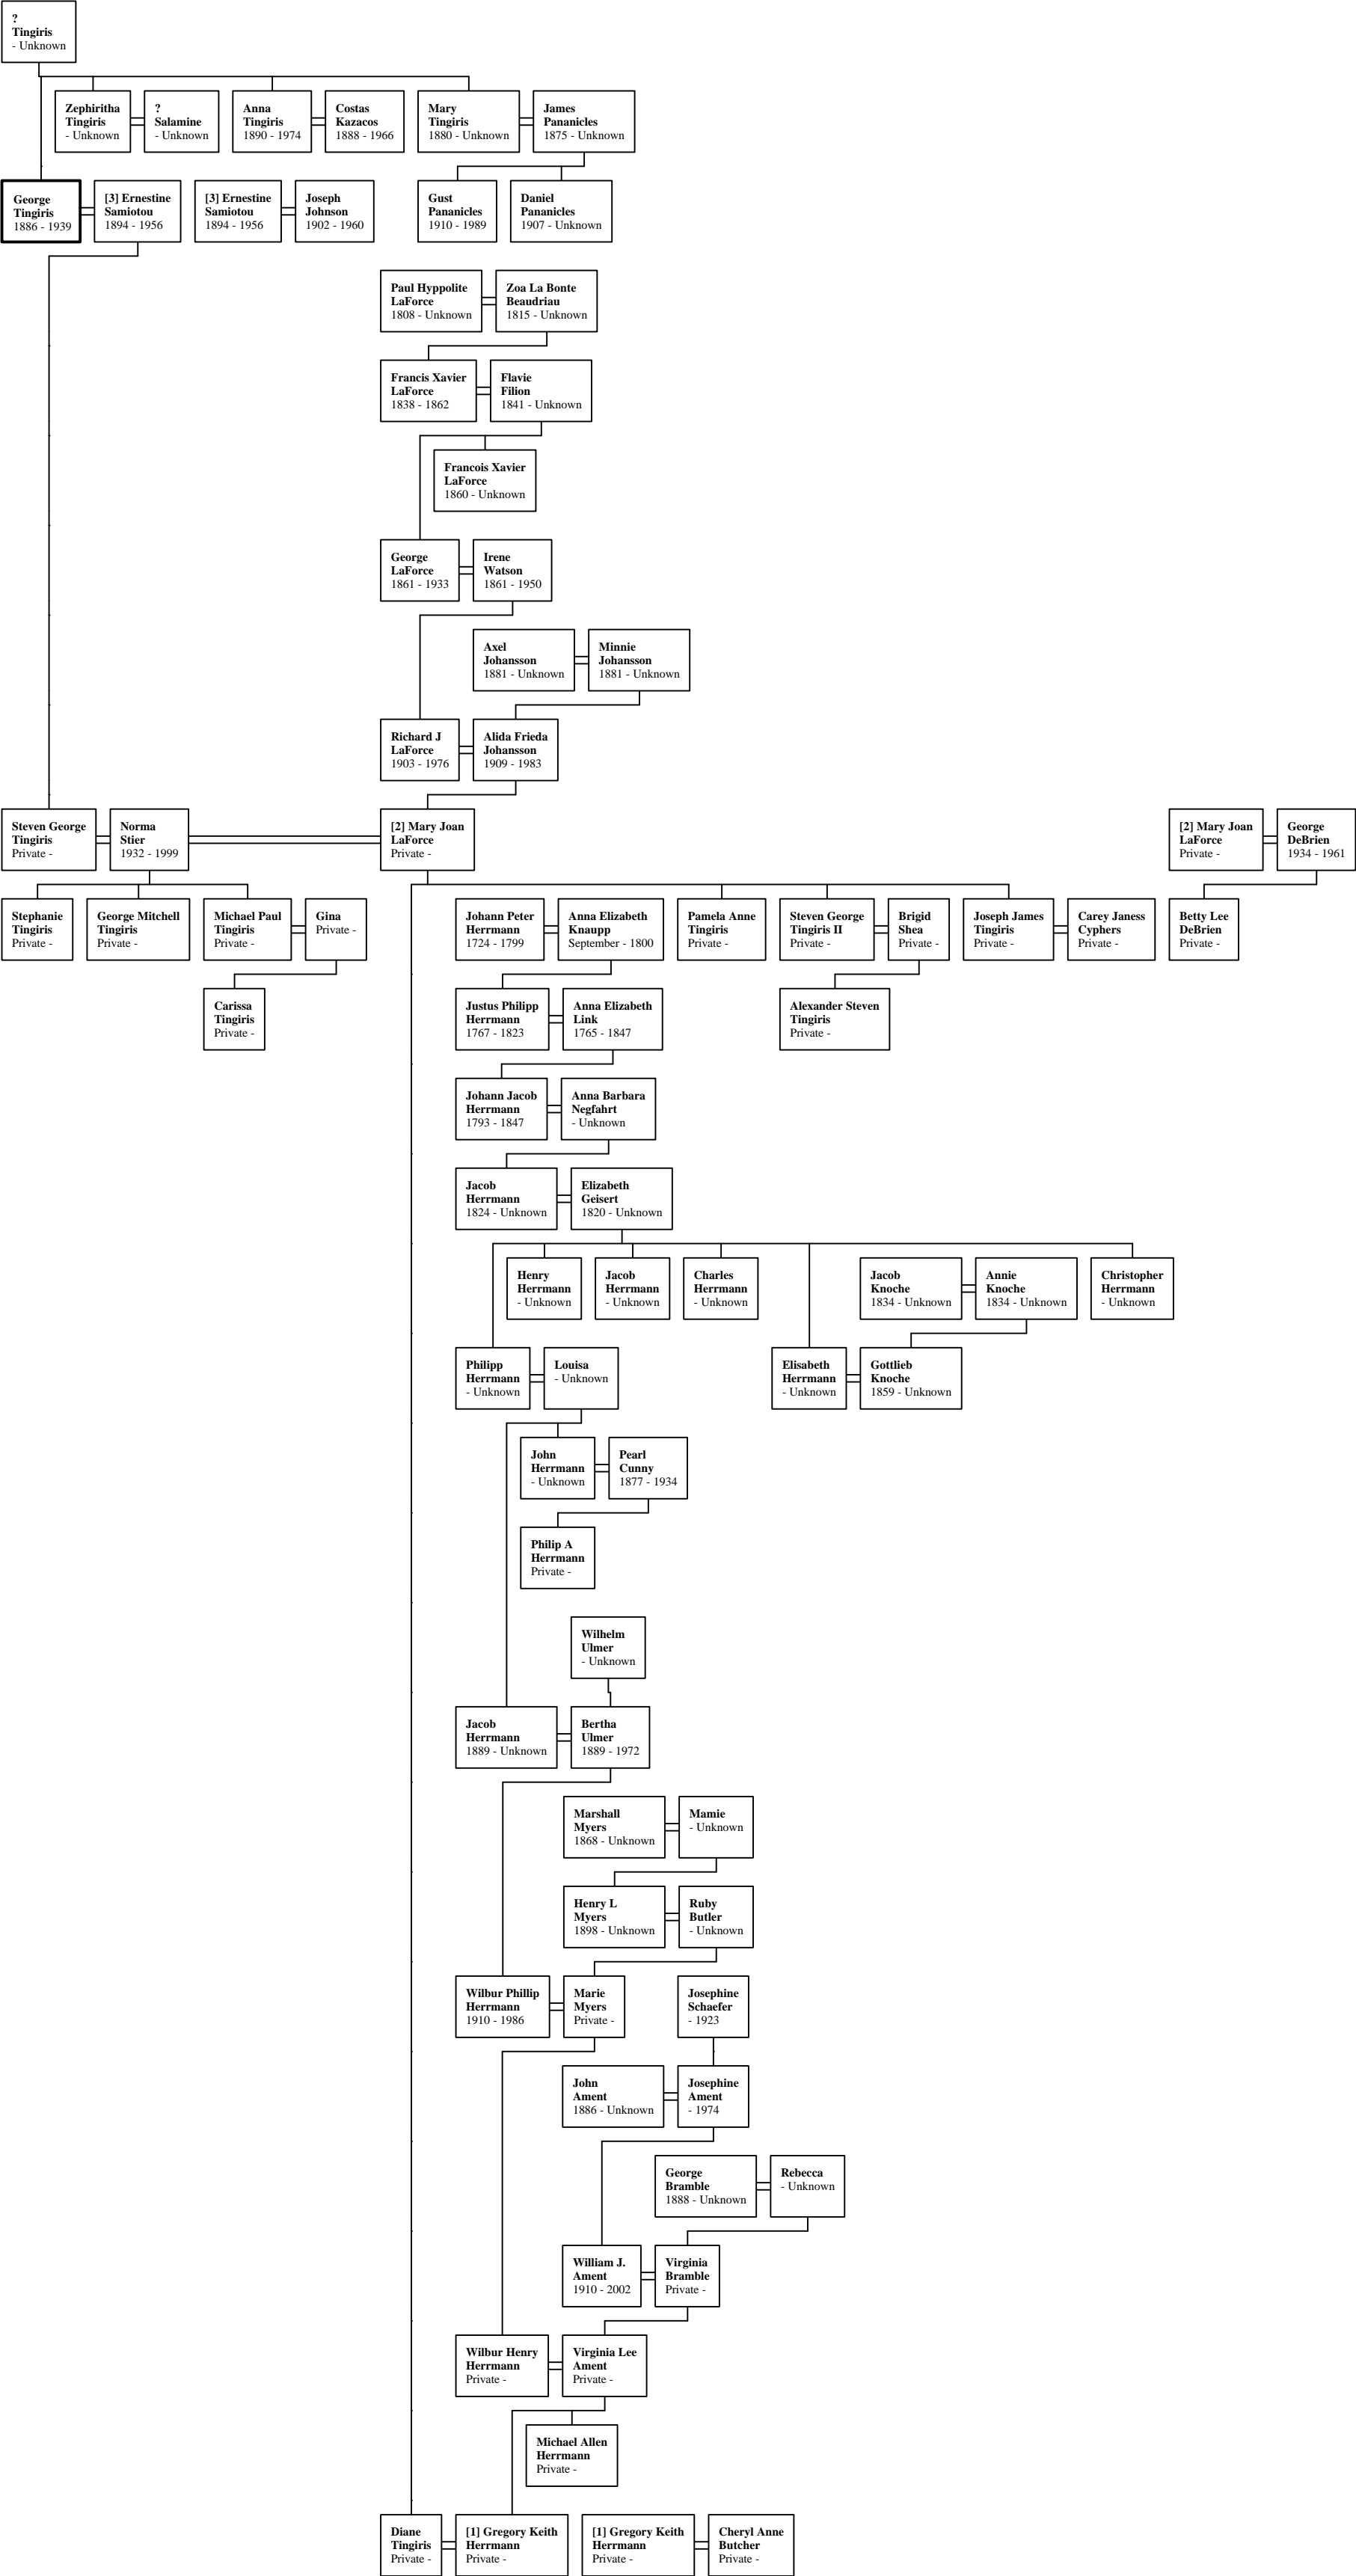 ?
Tingiris
- Unknown
Zephiritha
Tingiris
- Unknown
?
Salamine
- Unknown
Anna
Tingiris
1890 - 1974
Costas
Kazacos
1888 - 1966
Mary
Tingiris
1880 - Unknown
James
Pananicles
1875 - Unknown
George
Tingiris
1886 - 1939
[3] Ernestine
Samiotou
1894 - 1956
[3] Ernestine
Samiotou
1894 - 1956
Joseph
Johnson
1902 - 1960
Gust
Pananicles
1910 - 1989
Daniel
Pananicles
1907 - Unknown
Paul Hyppolite
LaForce
1808 - Unknown
Zoa La Bonte
Beaudriau
1815 - Unknown
Francis Xavier
LaForce
1838 - 1862
Flavie
Filion
1841 - Unknown
Francois Xavier
LaForce
1860 - Unknown
George
LaForce
1861 - 1933
Irene
Watson
1861 - 1950
Axel
Johansson
1881 - Unknown
Minnie
Johansson
1881 - Unknown
Richard J
LaForce
1903 - 1976
Alida Frieda
Johansson
1909 - 1983
Steven George
Tingiris
Private -
Norma
Stier
1932 - 1999
[2] Mary Joan
LaForce
Private -
[2] Mary Joan
LaForce
Private -
George
DeBrien
1934 - 1961
Stephanie
Tingiris
Private -
George Mitchell
Tingiris
Private -
Michael Paul
Tingiris
Private -
Gina
Private -
Johann Peter
Herrmann
1724 - 1799
Anna Elizabeth
Knaupp
September - 1800
Pamela Anne
Tingiris
Private -
Steven George
Tingiris II
Private -
Brigid
Shea
Private -
Joseph James
Tingiris
Private -
Carey Janess
Cyphers
Private -
Betty Lee
DeBrien
Private -
Carissa
Tingiris
Private -
Justus Philipp
Herrmann
1767 - 1823
Anna Elizabeth
Link
1765 - 1847
Alexander Steven
Tingiris
Private -
Johann Jacob
Herrmann
1793 - 1847
Anna Barbara
Negfahrt
- Unknown
Jacob
Herrmann
1824 - Unknown
Elizabeth
Geisert
1820 - Unknown
Henry
Herrmann
- Unknown
Jacob
Herrmann
- Unknown
Charles
Herrmann
- Unknown
Jacob
Knoche
1834 - Unknown
Annie
Knoche
1834 - Unknown
Christopher
Herrmann
- Unknown
Philipp
Herrmann
- Unknown
Louisa
- Unknown
Elisabeth
Herrmann
- Unknown
Gottlieb
Knoche
1859 - Unknown
John
Herrmann
- Unknown
Pearl
Cunny
1877 - 1934
Philip A
Herrmann
Private -
Wilhelm
Ulmer
- Unknown
Jacob
Herrmann
1889 - Unknown
Bertha
Ulmer
1889 - 1972
Marshall
Myers
1868 - Unknown
Mamie
- Unknown
Henry L
Myers
1898 - Unknown
Ruby
Butler
- Unknown
Wilbur Phillip
Herrmann
1910 - 1986
Marie
Myers
Private -
Josephine
Schaefer
- 1923
John
Ament
1886 - Unknown
Josephine
Ament
- 1974
George
Bramble
1888 - Unknown
Rebecca
- Unknown
William J.
Ament
1910 - 2002
Virginia
Bramble
Private -
Wilbur Henry
Herrmann
Private -
Virginia Lee
Ament
Private -
Michael Allen
Herrmann
Private -
Diane
Tingiris
Private -
[1] Gregory Keith
Herrmann
Private -
[1] Gregory Keith
Herrmann
Private -
Cheryl Anne
Butcher
Private -